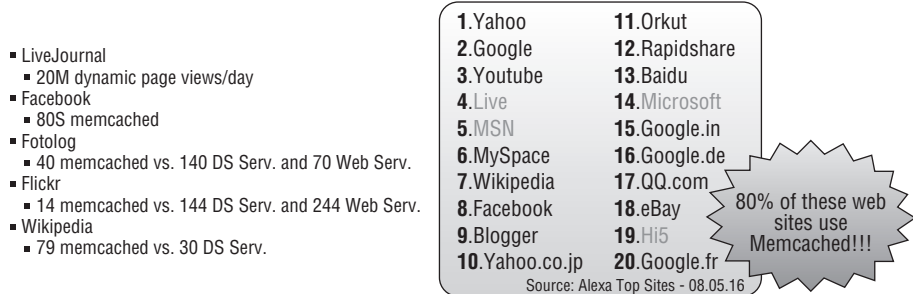 ▪ LiveJournal
▪ 20M dynamic page views/day
▪ Facebook
▪ 80S memcached
▪ Fotolog
▪ 40 memcached vs. 140 DS Serv. and 70 Web Serv.
▪ Flickr
▪ 14 memcached vs. 144 DS Serv. and 244 Web Serv.
▪ Wikipedia
▪ 79 memcached vs. 30 DS Serv.
1.Yahoo
2.Google
3.Youtube
4.Live
5.MSN
6.MySpace
7.Wikipedia
8.Facebook
9.Blogger
10.Yahoo.co.jp
11.Orkut
12.Rapidshare
13.Baidu
14.Microsoft
15.Google.in
16.Google.de
17.QQ.com
18.eBay
19.Hi5
20.Google.fr
Source: Alexa Top Sites - 08.05.16
80% of these web
sites use
Memcached!!!